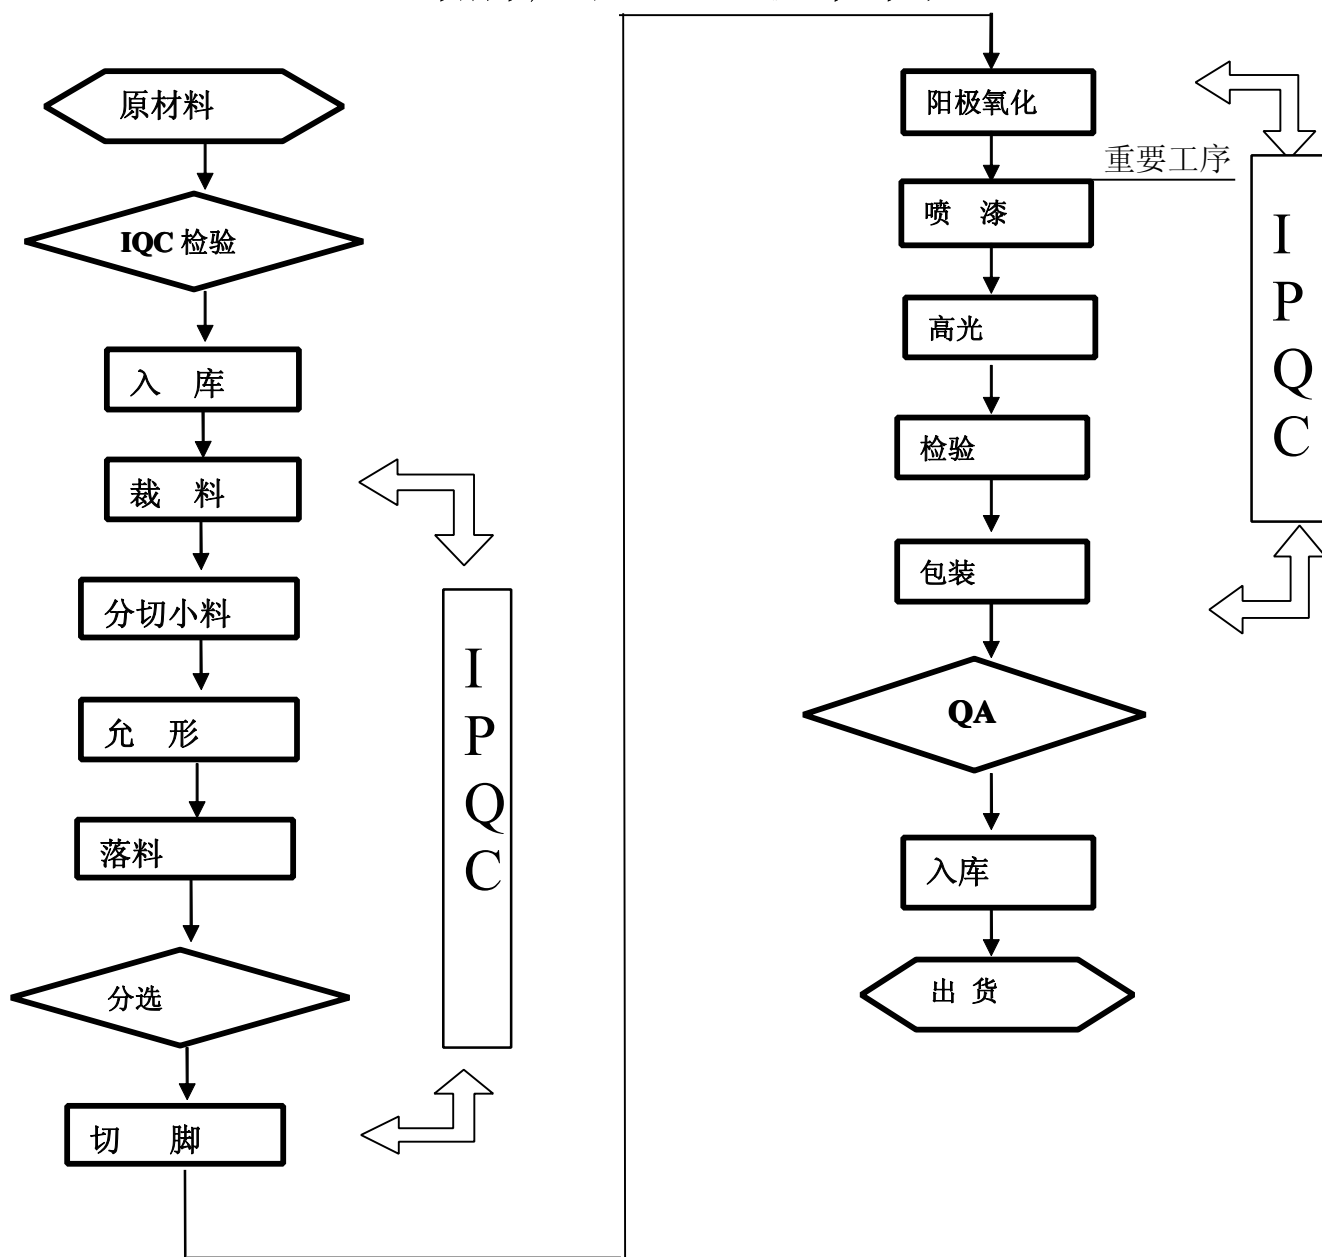 原材料
IQC 检验
入 库
裁 料
分切小料
允 形
落料
分选
切 脚
I
P
Q
C
阳极氧化
重要工序
喷 漆
高光
检验
包装
QA
入库
出 货
I
P
Q
C